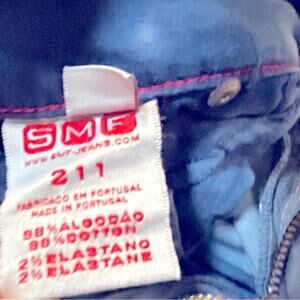 SMF
WWW.SMF-JEANS.COM
211
FABRICADO EM PORTUGAL
MADE IN PORTUGAL
98% ALGODÃO
98% COTTON
2% ELASTANO
2% ELASTANE